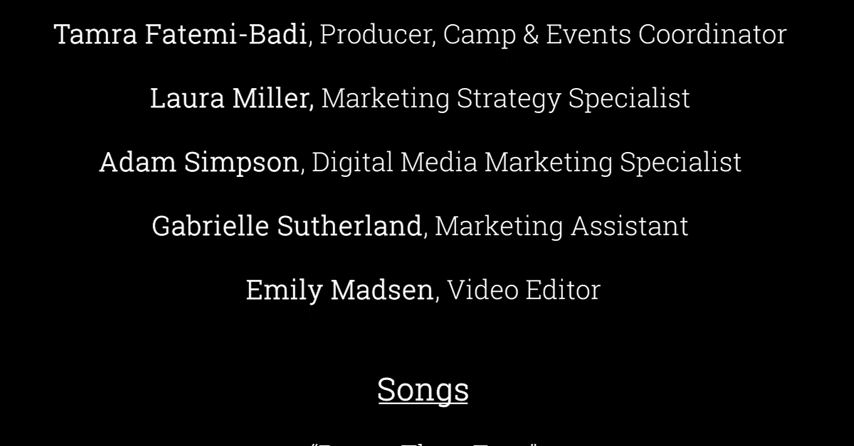 Tamra Fatemi-Badi, Producer, Camp & Events Coordinator
Laura Miller, Marketing Strategy Specialist
Adam Simpson, Digital Media Marketing Specialist
Gabrielle Sutherland, Marketing Assistant
Emily Madsen, Video Editor
Songs